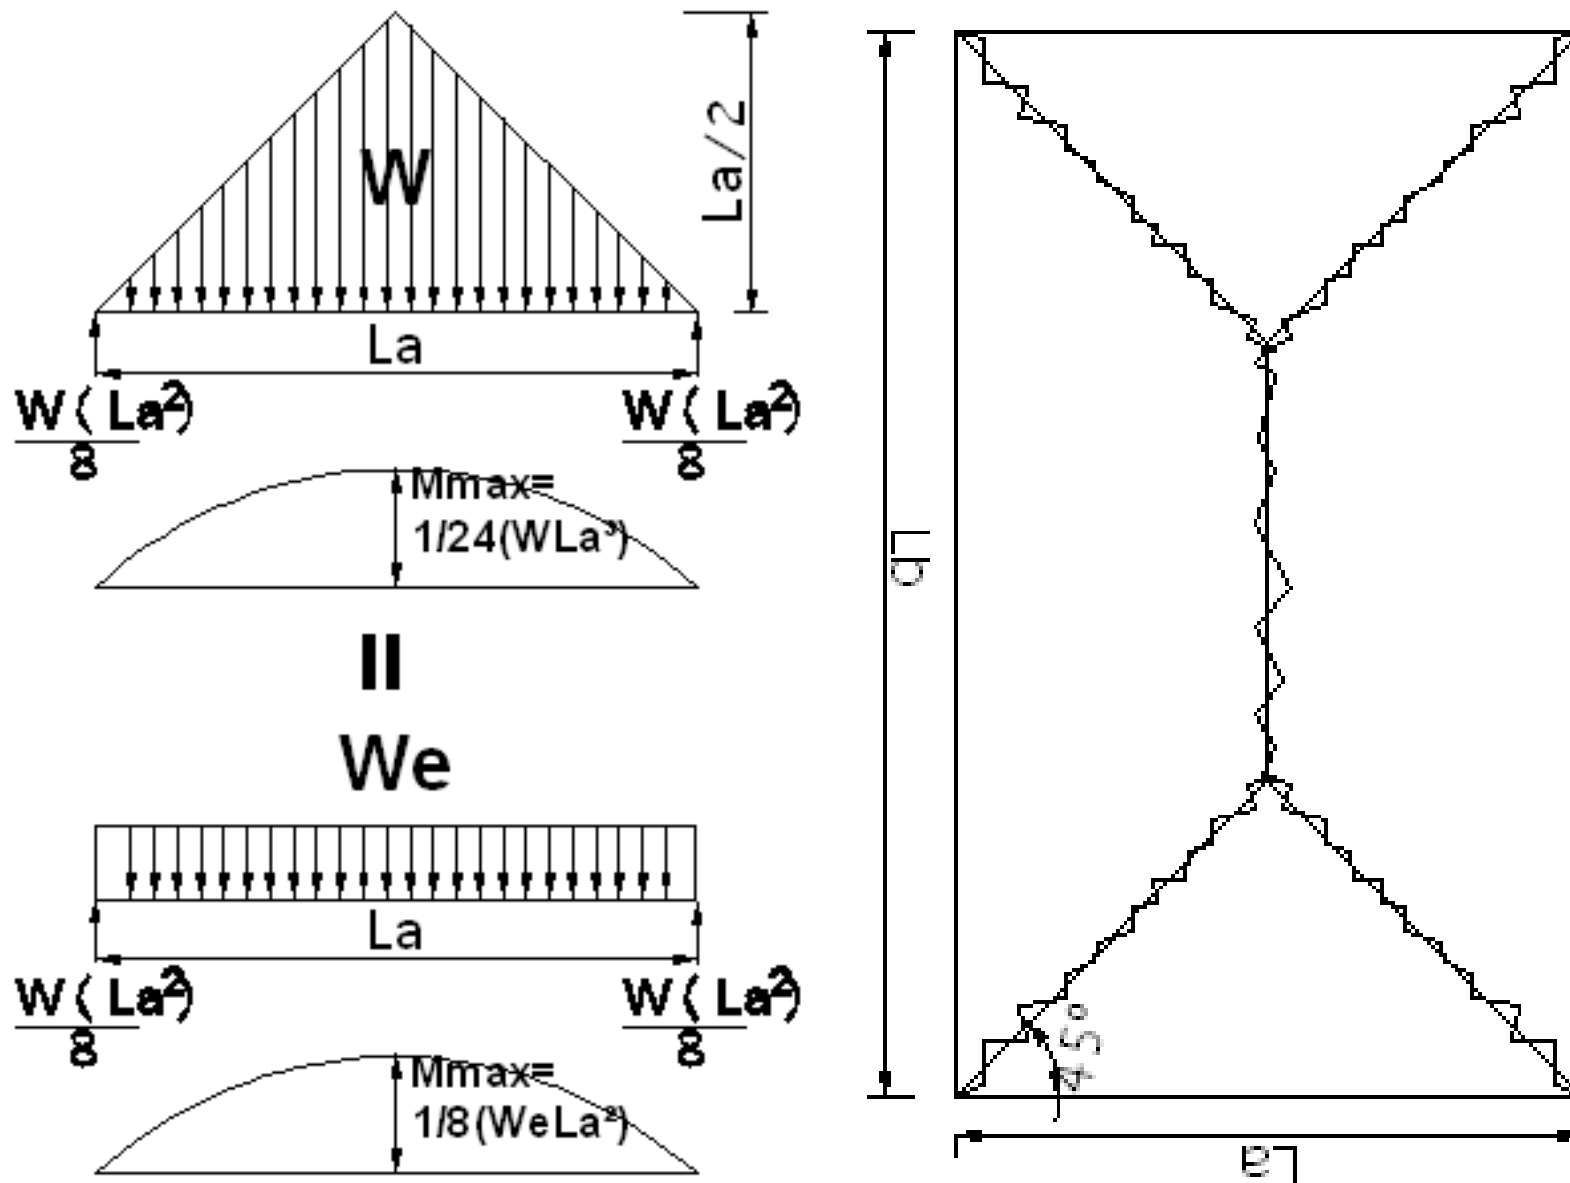 W
La/2
La
W(La²)
8
W(La²)
8
Mmax=
1/24(WLa³)
=
We
La
W(La²)
8
W(La²)
8
Mmax=
1/8(WeLa²)
Lb
45°
La